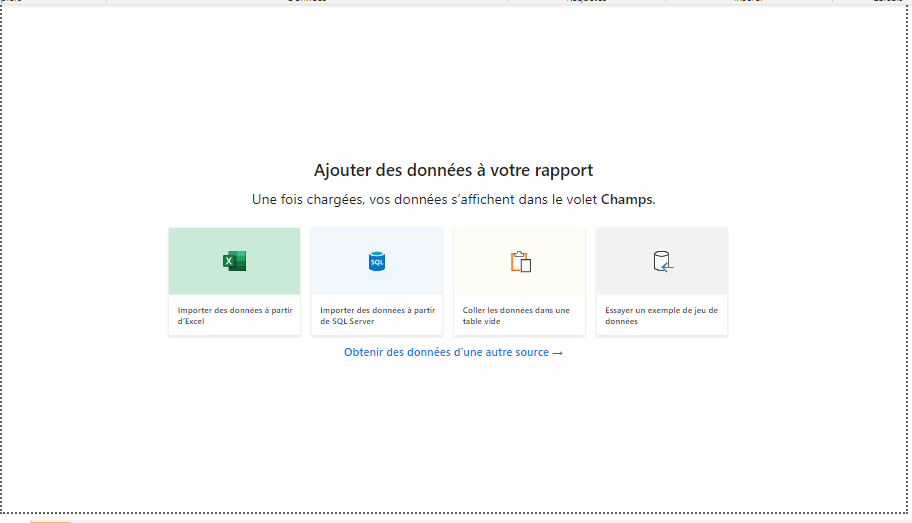 Ajouter des données à votre rapport
Une fois chargées, vos données s’affichent dans le volet Champs.
X
SQL
Importer des données à partir
d’Excel
Importer des données à partir
de SQL Server
Coller les données dans une
table vide
Essayer un exemple de jeu de
données
Obtenir des données d’une autre source →